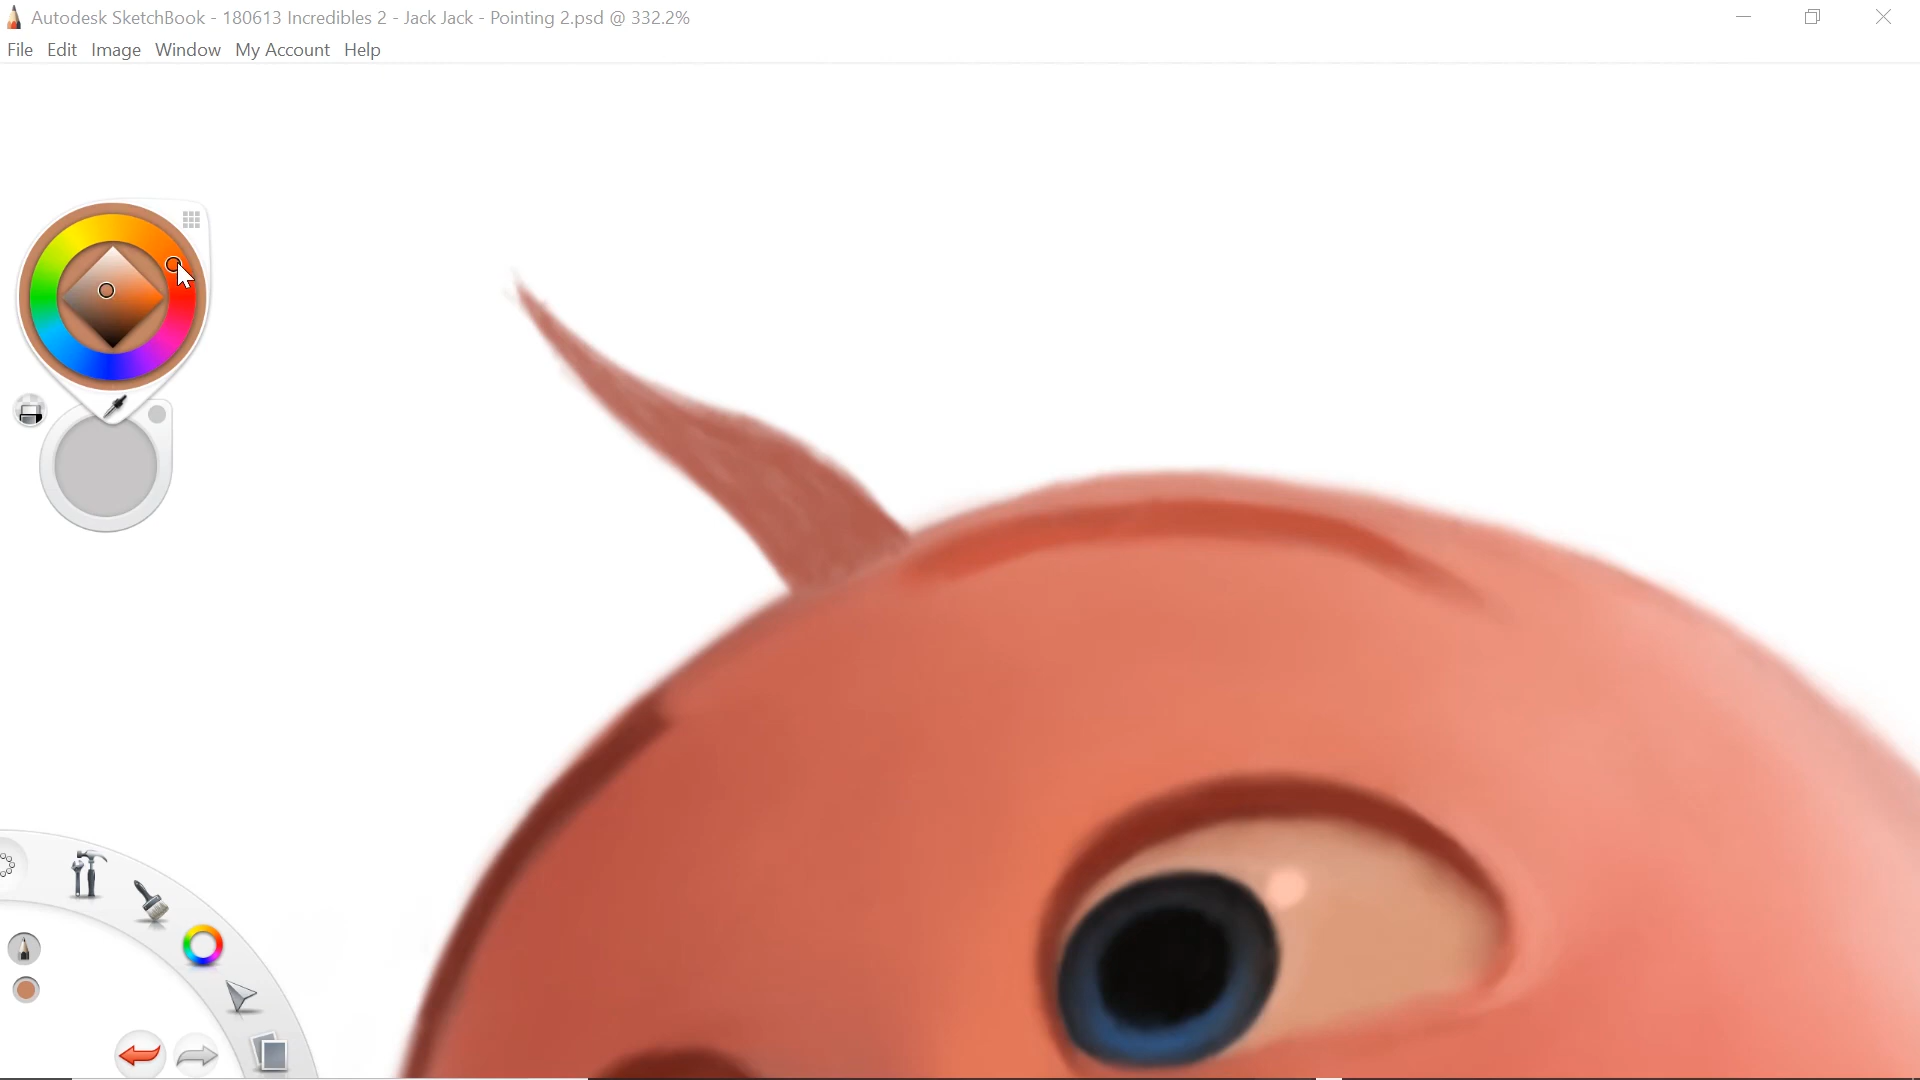 Autodesk SketchBook - 180613 Incredibles 2 - Jack Jack - Pointing 2.psd @ 332.2%
File Edit Image Window My Account Help